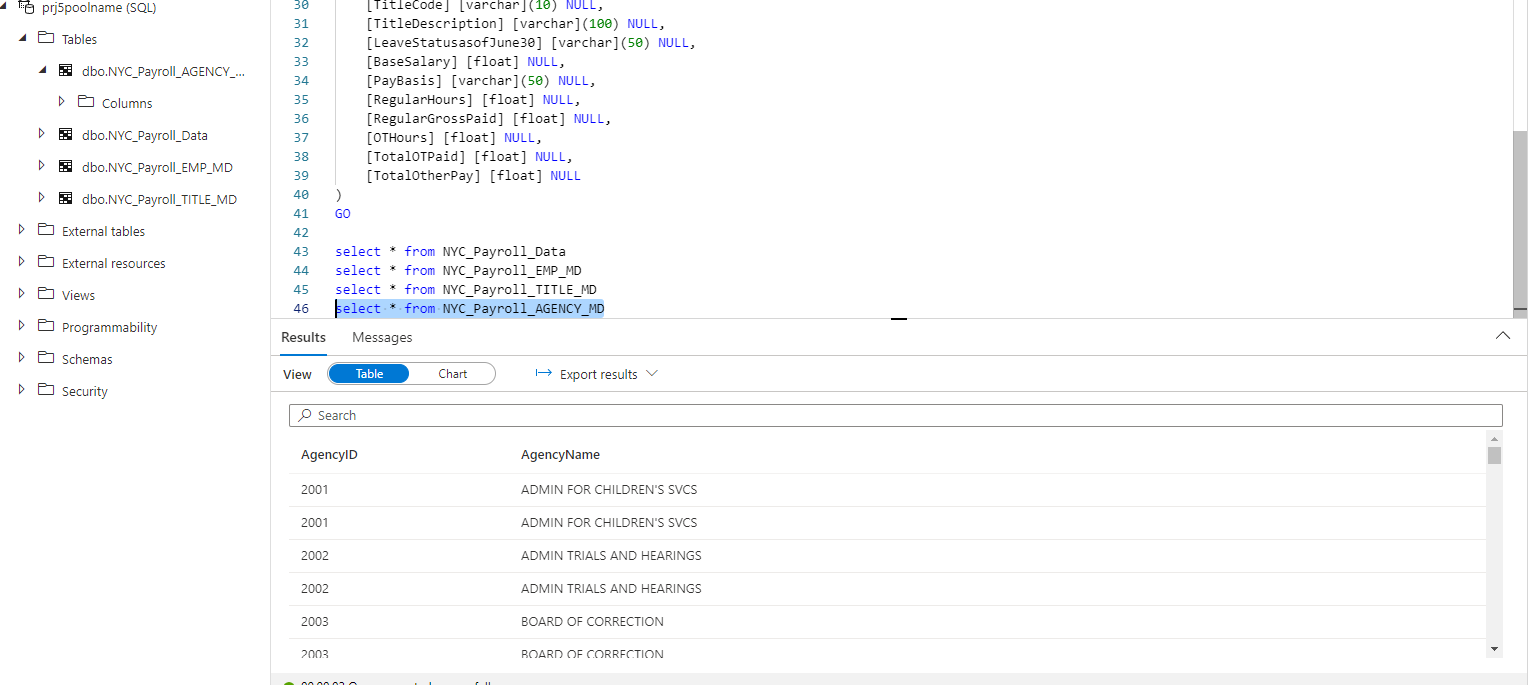 prj5poolname (SQL)
Tables
dbo.NYC_Payroll_AGENCY_...
Columns
dbo.NYC_Payroll_Data
dbo.NYC_Payroll_EMP_MD
dbo.NYC_Payroll_TITLE_MD
External tables
External resources
Views
Programmability
Schemas
Security
30 [TitleCode] [varchar](10) NULL,
31 [TitleDescription] [varchar](100) NULL,
32 [LeaveStatusasofJune30] [varchar](50) NULL,
33 [BaseSalary] [float] NULL,
34 [PayBasis] [varchar](50) NULL,
35 [RegularHours] [float] NULL,
36 [RegularGrossPaid] [float] NULL,
37 [OTHours] [float] NULL,
38 [TotalOTPaid] [float] NULL,
39 [TotalOtherPay] [float] NULL
40 )
41 GO
42
43 select * from NYC_Payroll_Data
44 select * from NYC_Payroll_EMP_MD
45 select * from NYC_Payroll_TITLE_MD
46 select * from NYC_Payroll_AGENCY_MD
Results Messages
View Table Chart Export results
Search
AgencyID AgencyName
2001 ADMIN FOR CHILDREN'S SVCS
2001 ADMIN FOR CHILDREN'S SVCS
2002 ADMIN TRIALS AND HEARINGS
2002 ADMIN TRIALS AND HEARINGS
2003 BOARD OF CORRECTION
2003 BOARD OF CORRECTION